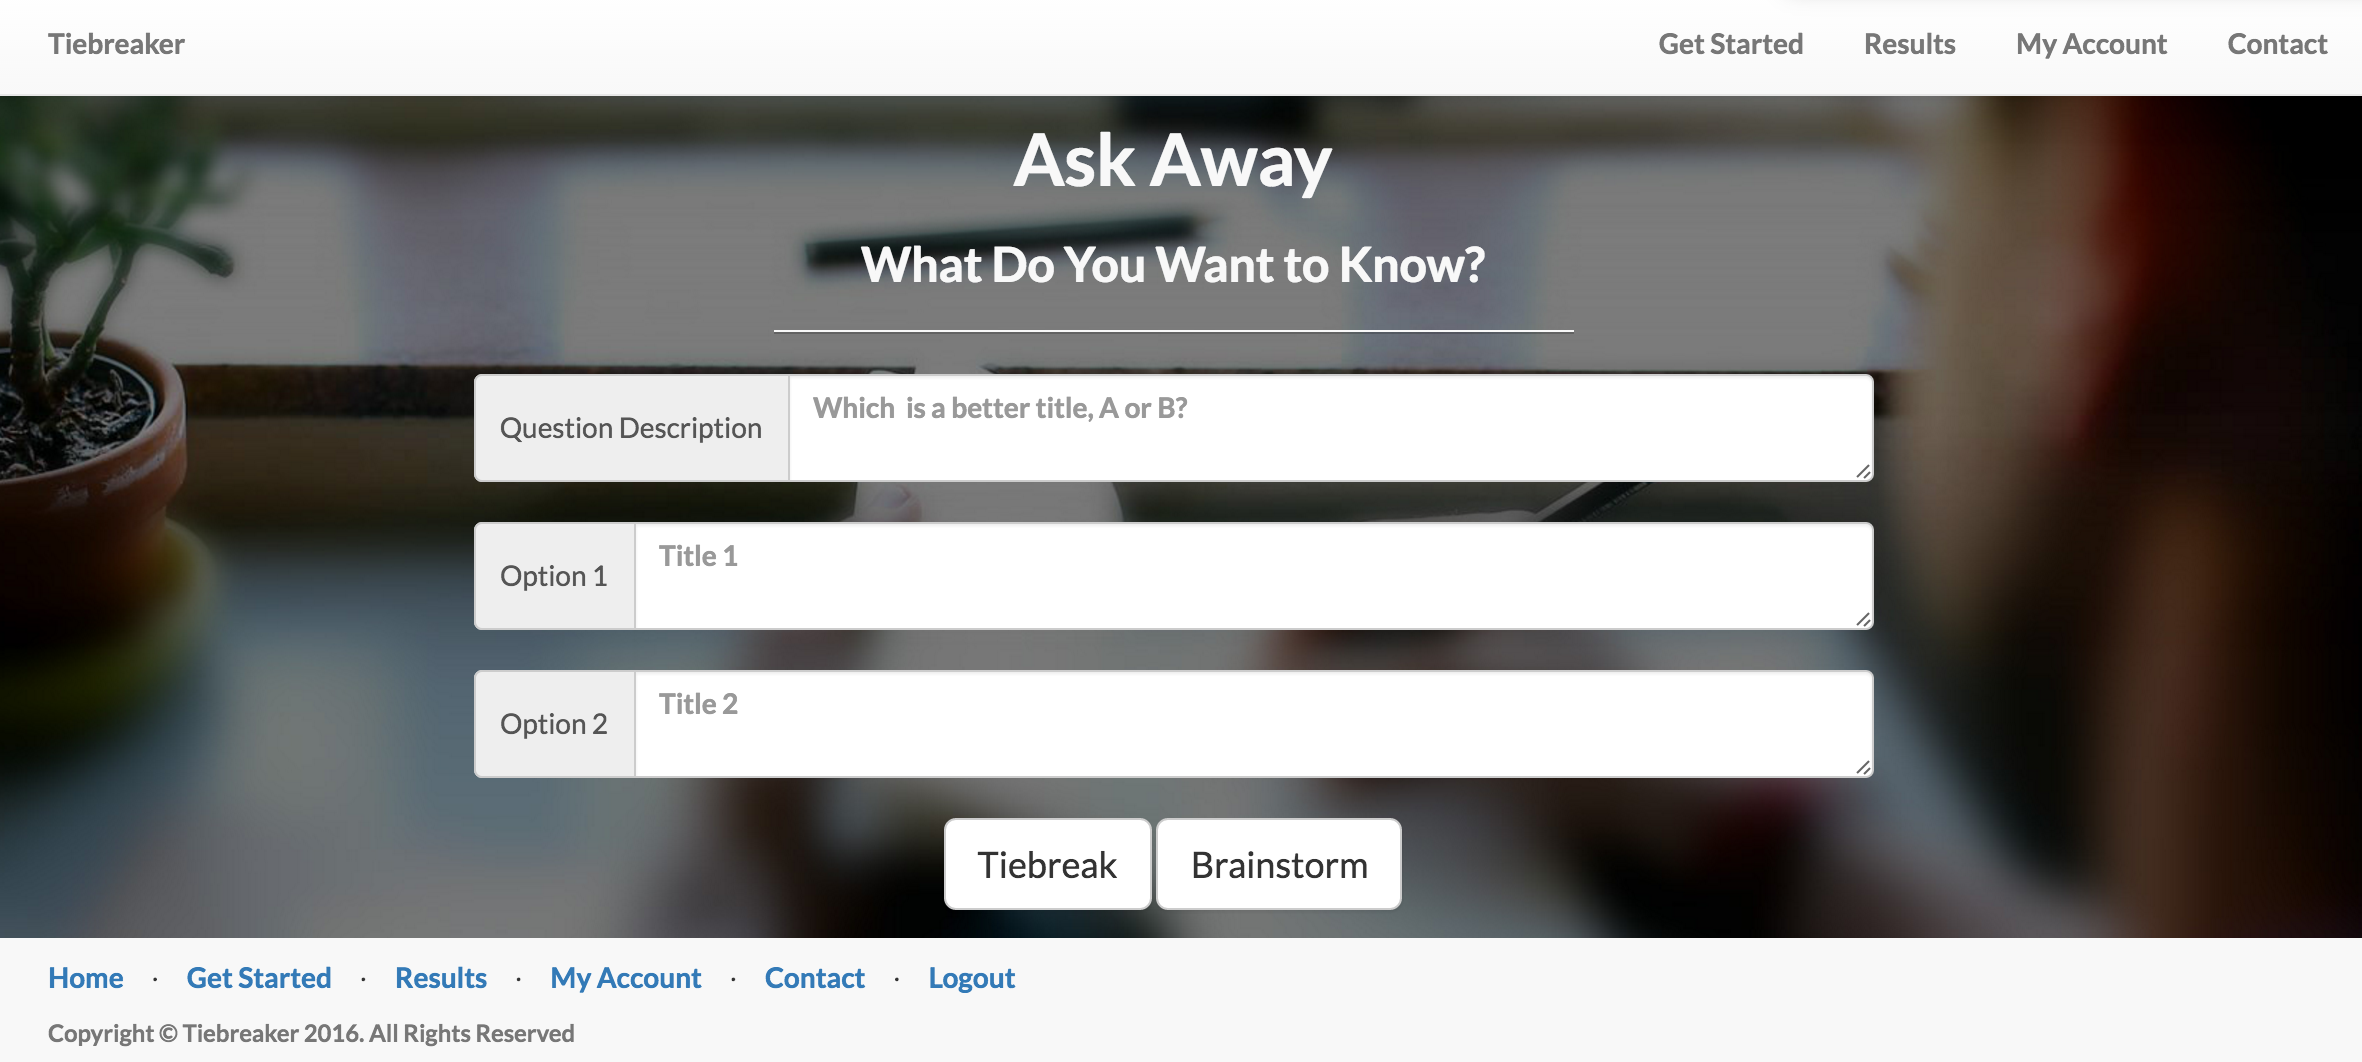 Tiebreaker Get Started Results My Account Contact
Ask Away
What Do You Want to Know?
Question Description Which is a better title, A or B?
Option 1 Title 1
Option 2 Title 2
Tiebreak Brainstorm
Home · Get Started · Results · My Account · Contact · Logout
Copyright © Tiebreaker 2016. All Rights Reserved